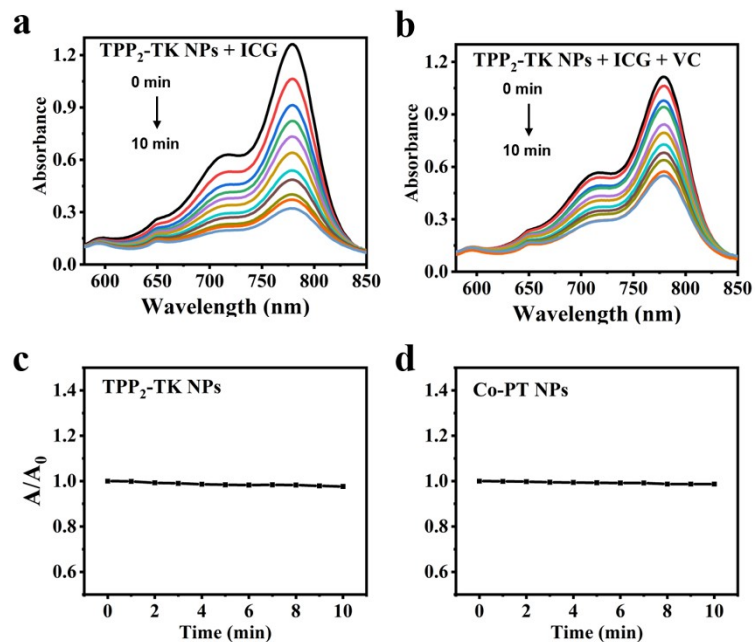 a
TPP₂-TK NPs + ICG
0 min
10 min
Absorbance
1.2
0.9
0.6
0.3
0.0
600 650 700 750 800 850
Wavelength (nm)
b
TPP₂-TK NPs + ICG + VC
0 min
10 min
Absorbance
1.2
0.9
0.6
0.3
0.0
600 650 700 750 800 850
Wavelength (nm)
c
TPP₂-TK NPs
A/A₀
1.4
1.2
1.0
0.8
0.6
0 2 4 6 8 10
Time (min)
d
Co-PT NPs
1.4
1.2
1.0
0.8
0.6
0 2 4 6 8 10
Time (min)